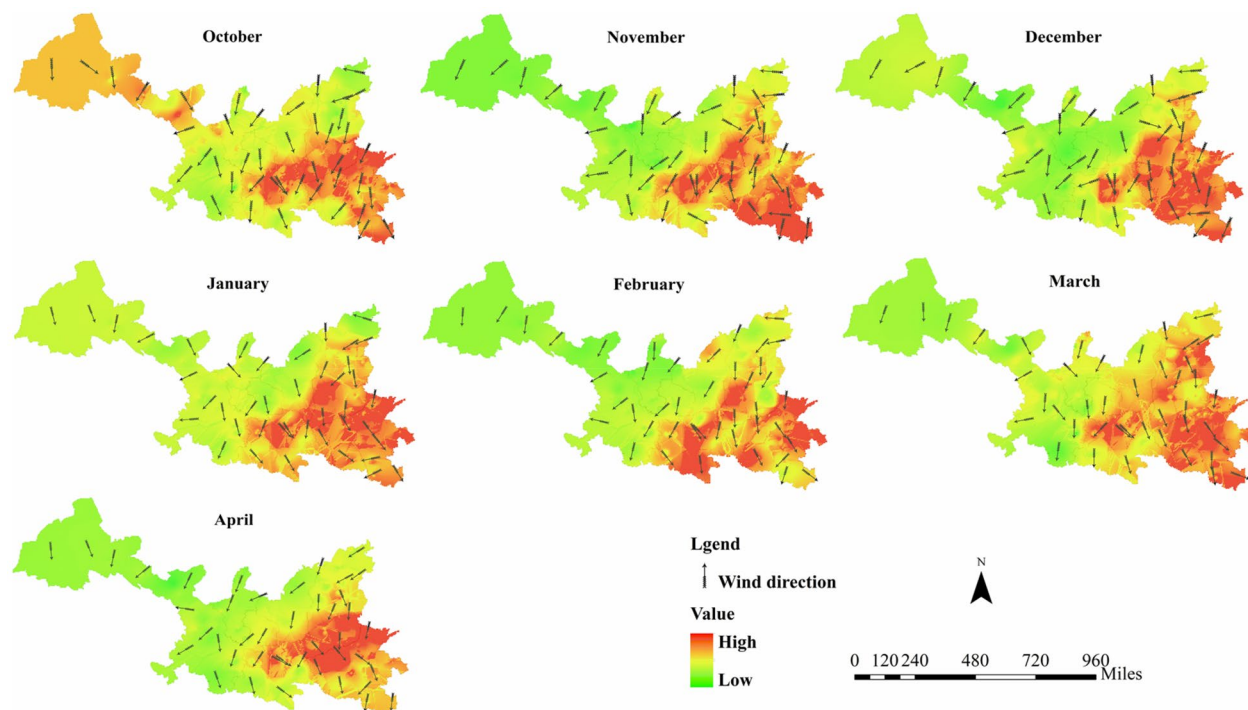 October
November
December
January
February
March
April
Lgend
Wind direction
Value
High
Low
N
0 120 240 480 720 960
Miles